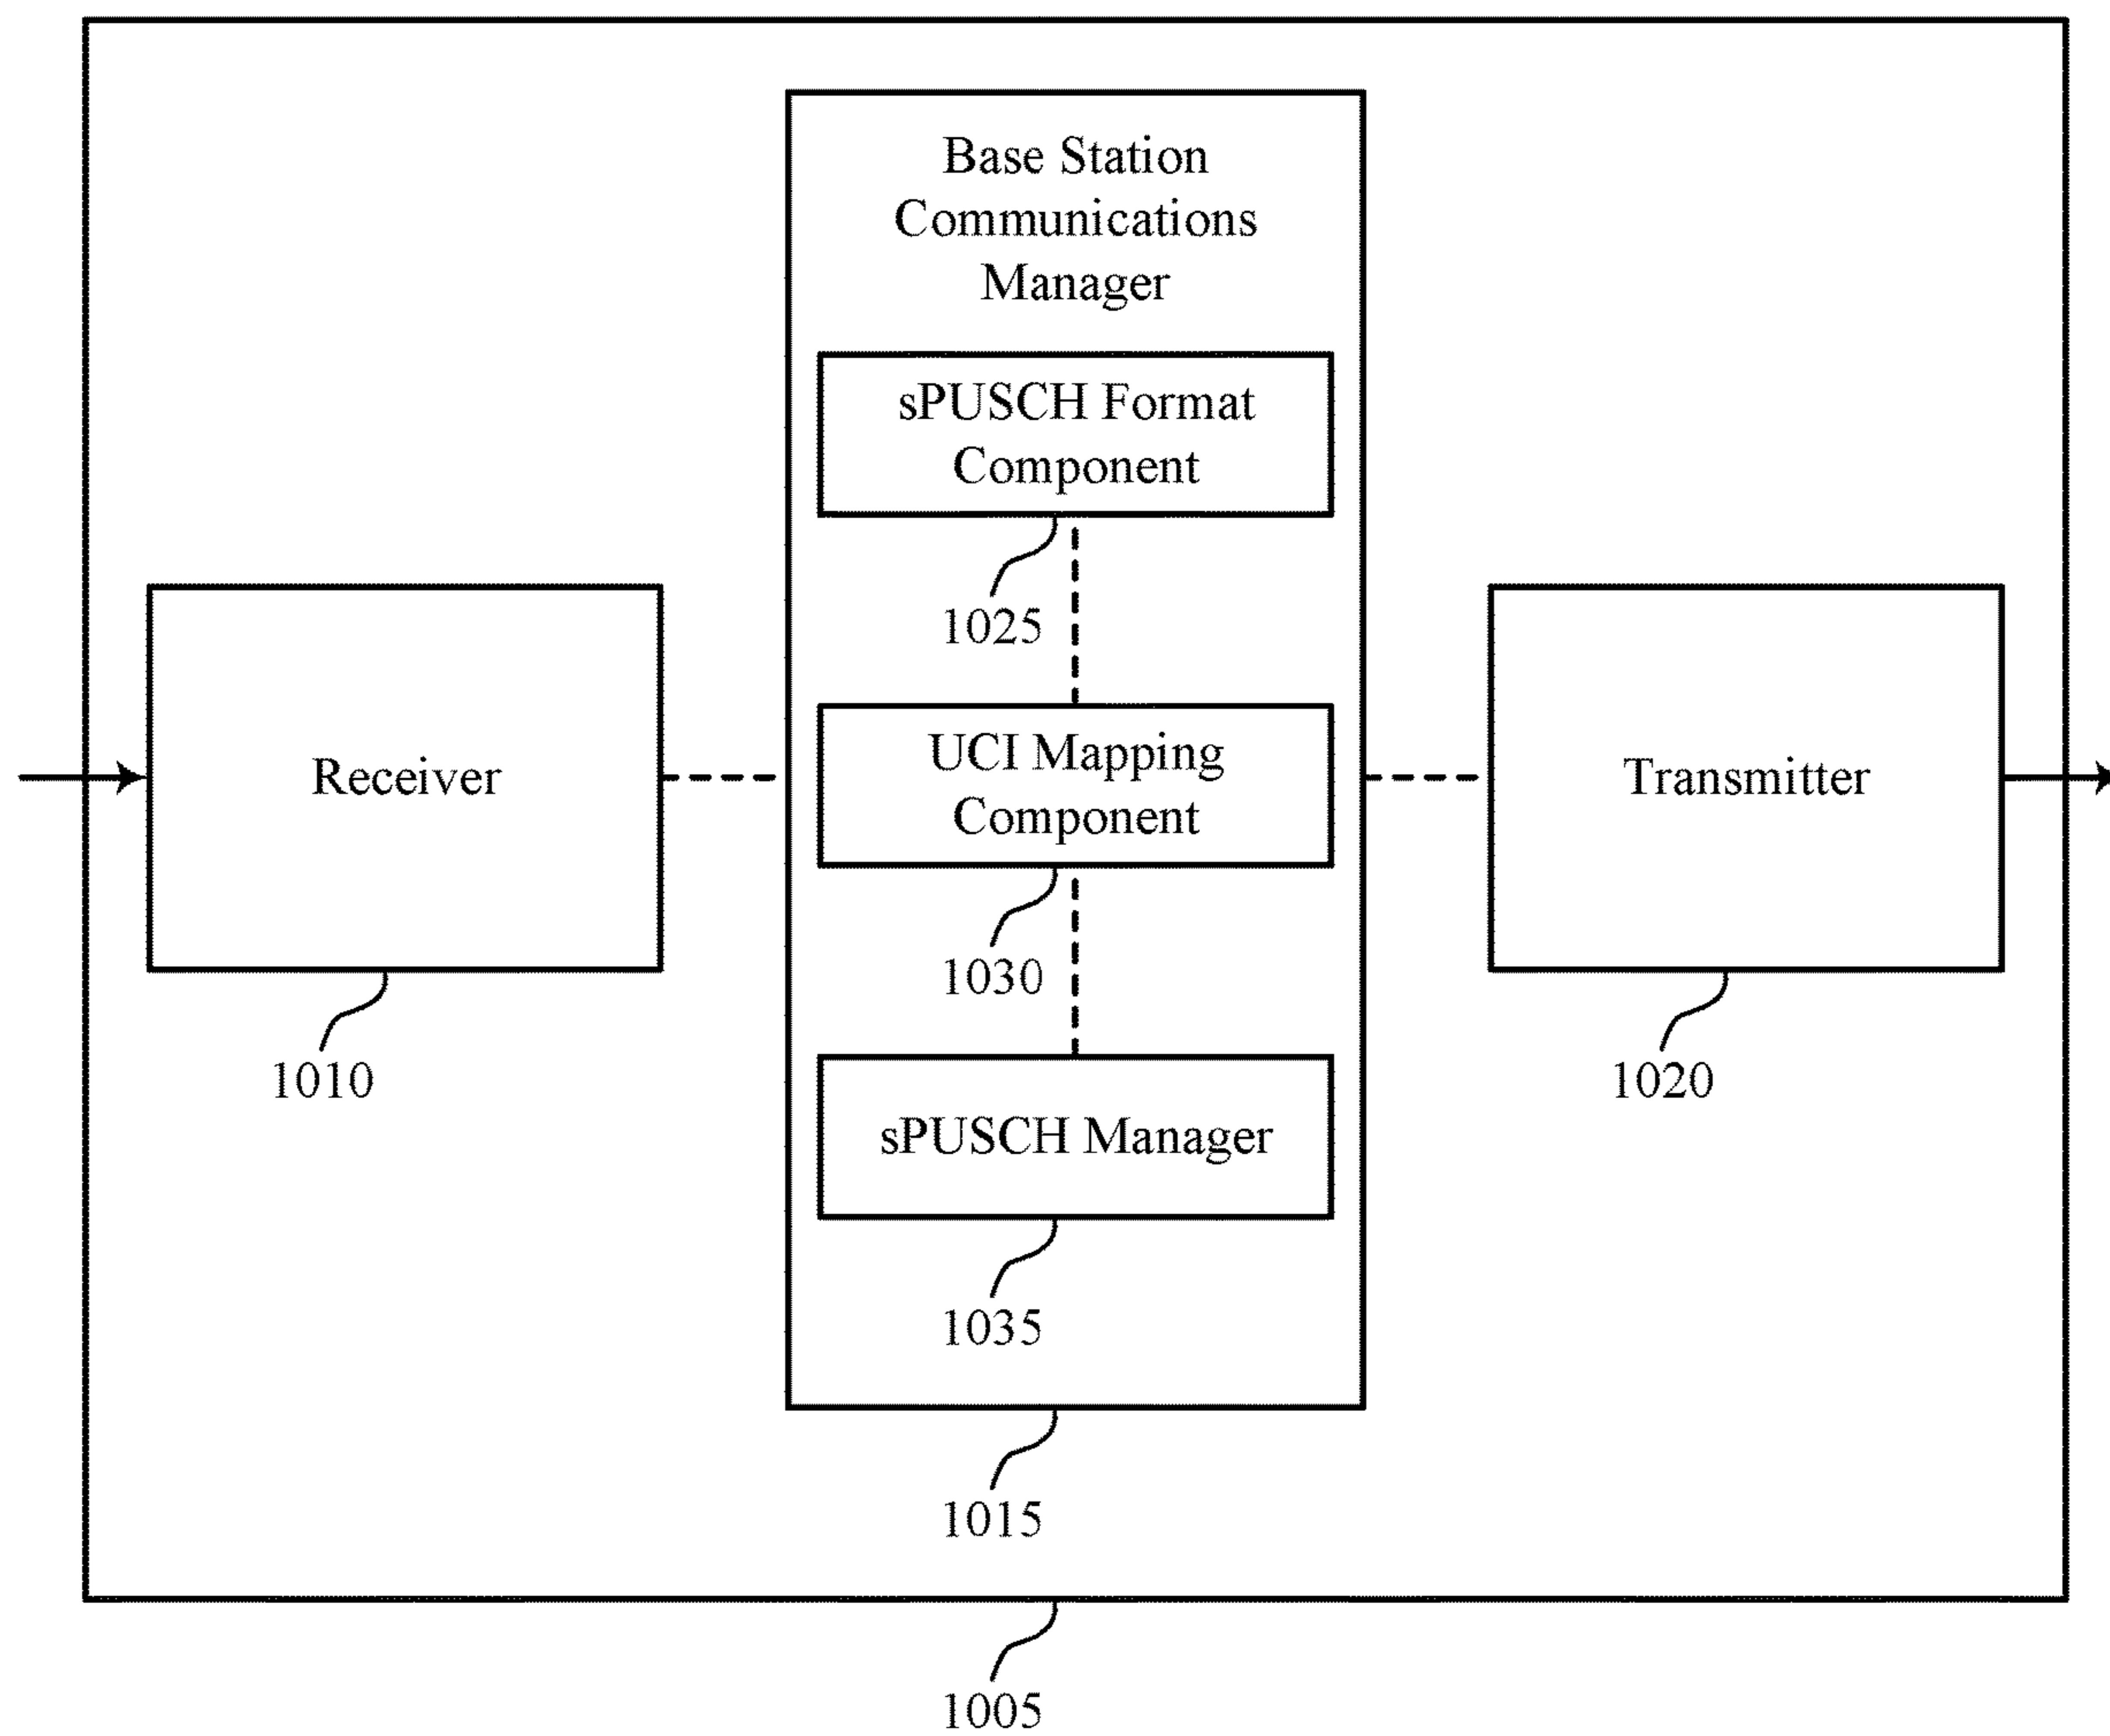 Base Station
Communications
Manager
sPUSCH Format
Component
1025
Receiver
UCI Mapping
Component
Transmitter
1030
1010
1020
sPUSCH Manager
1035
1015
1005